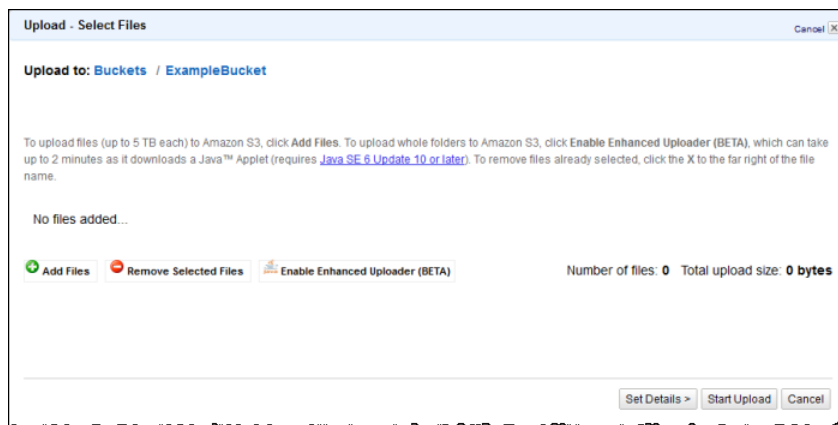 Upload - Select Files
Cancel
Upload to: Buckets / ExampleBucket
To upload files (up to 5 TB each) to Amazon S3, click Add Files. To upload whole folders to Amazon S3, click Enable Enhanced Uploader (BETA), which can take
up to 2 minutes as it downloads a Java™ Applet (requires Java SE 6 Update 10 or later). To remove files already selected, click the X to the far right of the file
name.
No files added...
Add Files Remove Selected Files Enable Enhanced Uploader (BETA) Number of files: 0 Total upload size: 0 bytes
Set Details > Start Upload Cancel